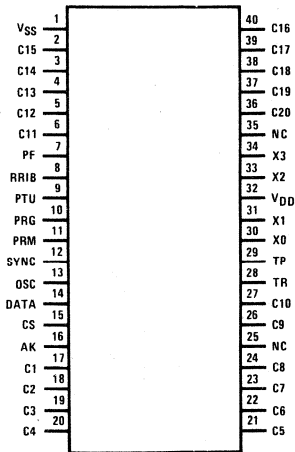 1 40
VSS C16
2 39
C15 C17
3 38
C14 C18
4 37
C13 C19
5 36
C12 C20
6 35
C11 NC
7 34
PF X3
8 33
RRIB X2
9 32
PTU VDD
10 31
PRG X1
11 30
PRM X0
12 29
SYNC TP
13 28
OSC TR
14 27
DATA C10
15 26
CS C9
16 25
AK NC
17 24
C1 C8
18 23
C2 C7
19 22
C3 C6
20 21
C4 C5